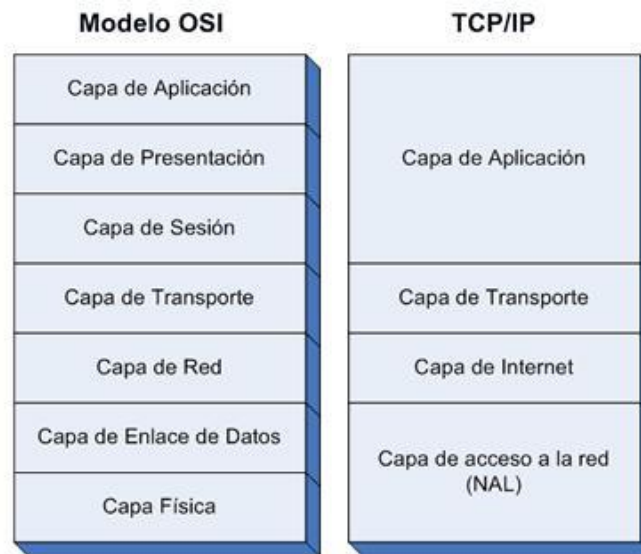 Modelo OSI
Capa de Aplicación
Capa de Presentación
Capa de Sesión
Capa de Transporte
Capa de Red
Capa de Enlace de Datos
Capa Física
TCP/IP
Capa de Aplicación
Capa de Transporte
Capa de Internet
Capa de acceso a la red
(NAL)